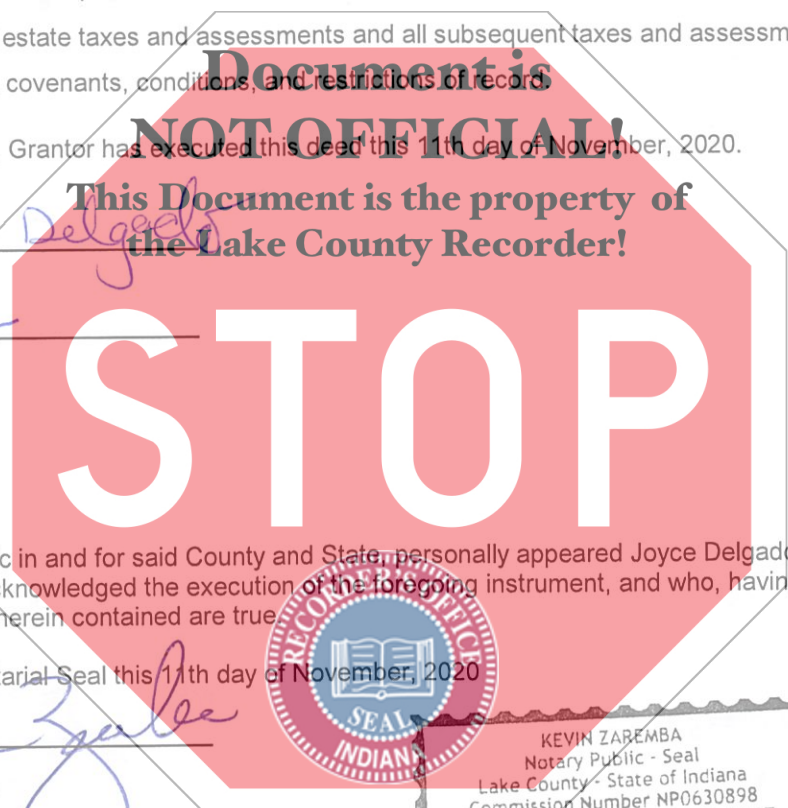 estate taxes and assessments and all subsequent taxes and assessm
covenants, conditions, and restrictions of record.
Document is
NOT OFFICIAL!
Grantor has executed this deed this 11th day of November, 2020.
This Document is the property of
the Lake County Recorder!
Delgado
STOP
c in and for said County and State, personally appeared Joyce Delgado
cknowledged the execution of the foregoing instrument, and who, havin
herein contained are true
tarial Seal this 11th day of November, 2020
RECORDER'S OFFICE
SEAL
INDIANA
KEVIN ZAREMBA
Notary Public - Seal
Lake County - State of Indiana
Commission Number NP0630898